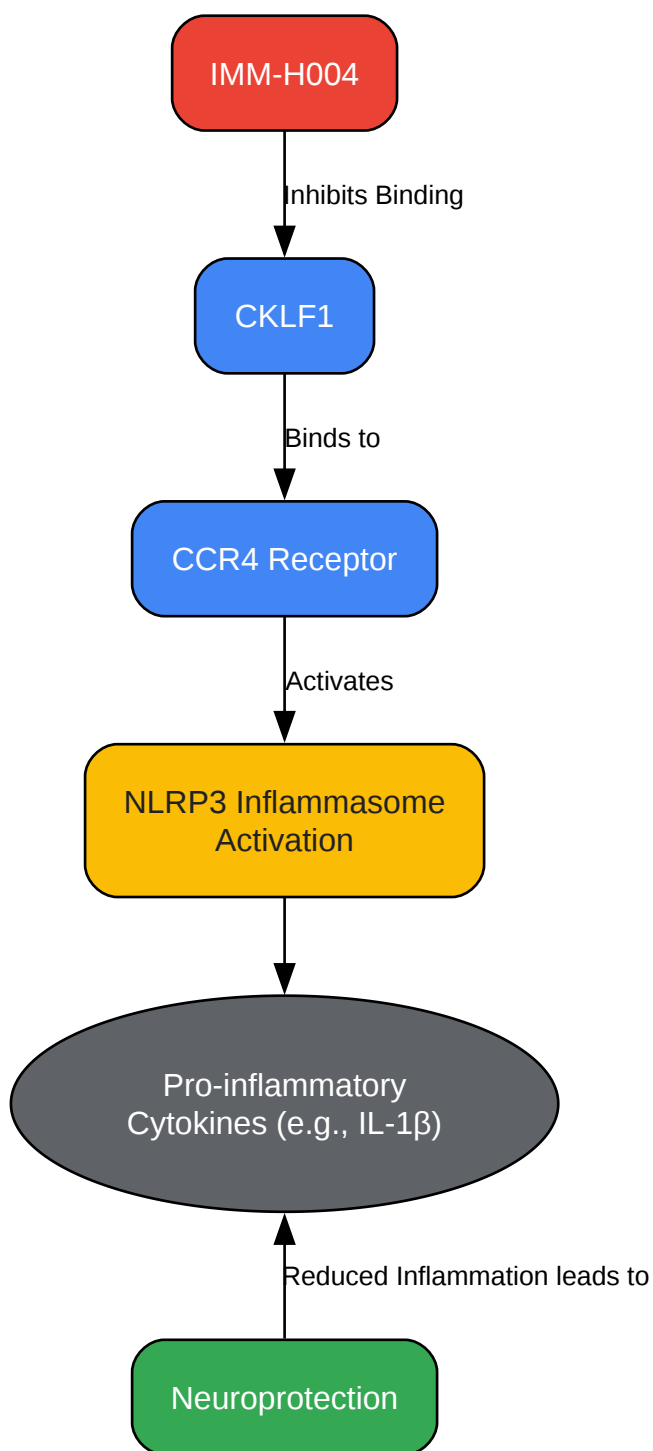 IMM-H004
Inhibits Binding
CKLF1
Binds to
CCR4 Receptor
Activates
NLRP3 Inflammasome
Activation
Pro-inflammatory
Cytokines (e.g., IL-1β)
Reduced Inflammation leads to
Neuroprotection